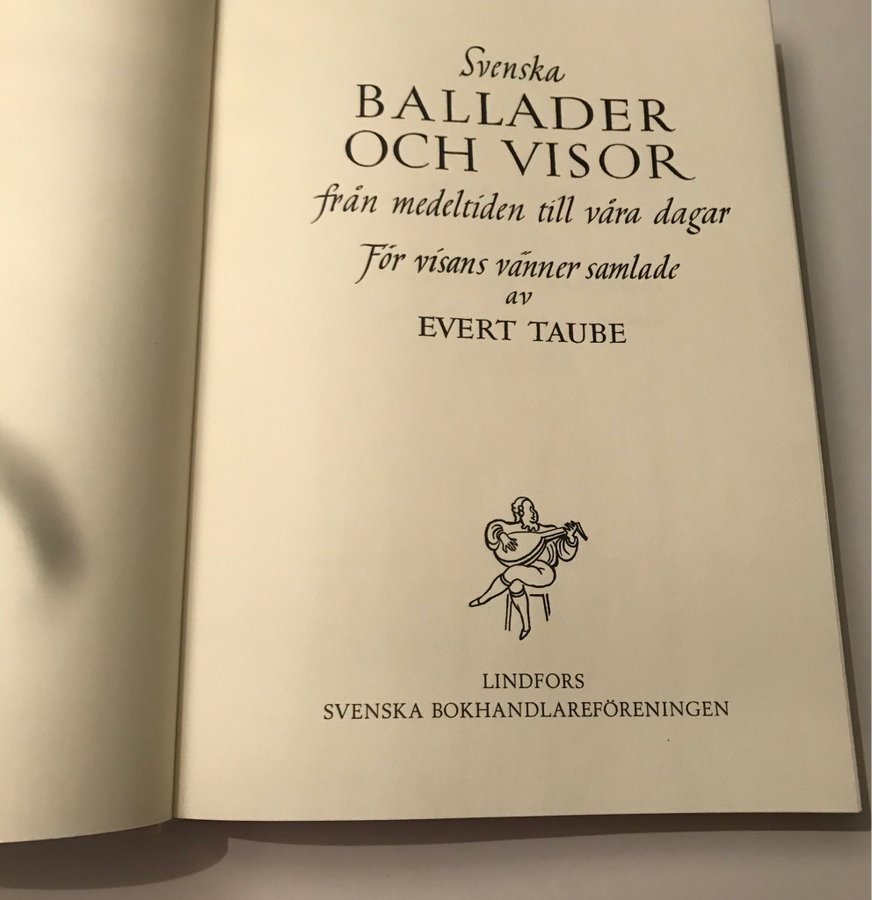 Svenska
BALLADER
OCH VISOR
från medeltiden till våra dagar
För visans vänner samlade
av
EVERT TAUBE
LINDFORS
SVENSKA BOKHANDLAREFÖRENINGEN